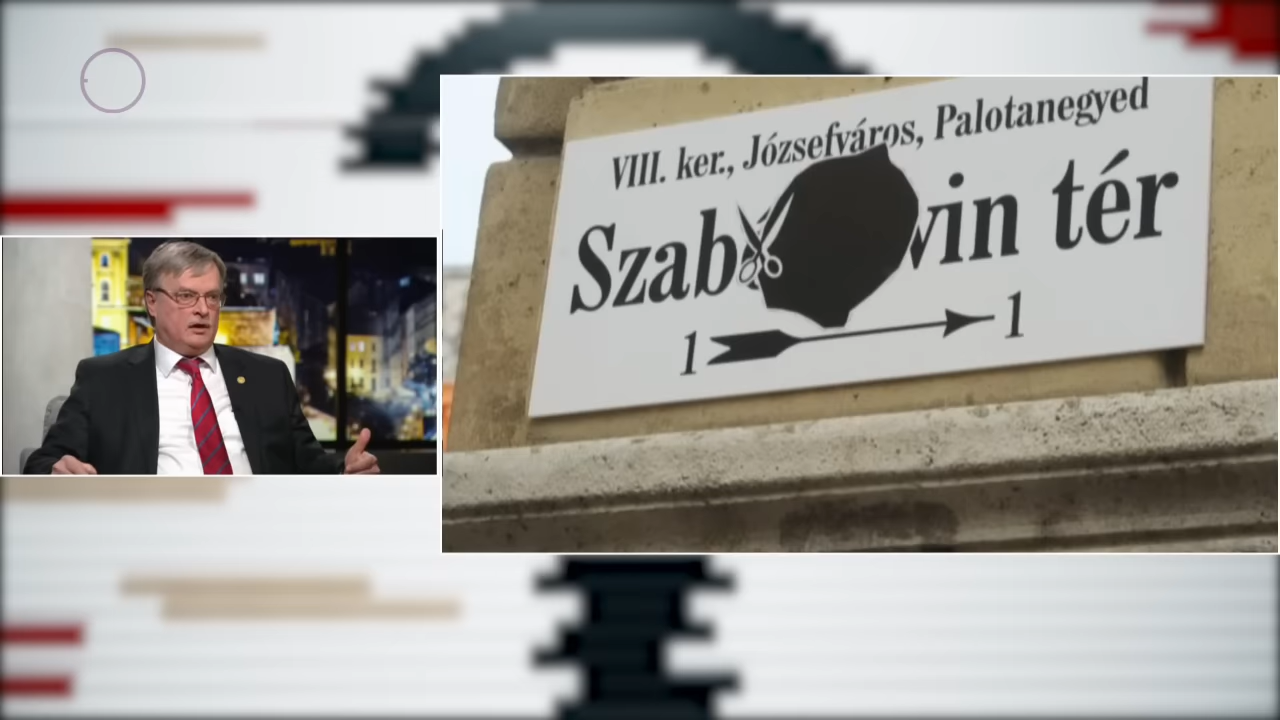 VIII. ker., Józsefváros, Palotanegyed
Szab vin tér
1 1